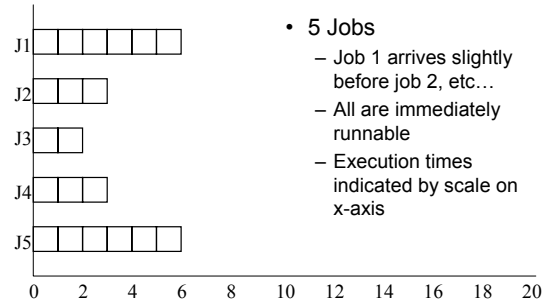 J1
J2
J3
J4
J5
0 2 4 6 8 10 12 14 16 18 20
• 5 Jobs
– Job 1 arrives slightly
before job 2, etc…
– All are immediately
runnable
– Execution times
indicated by scale on
x-axis